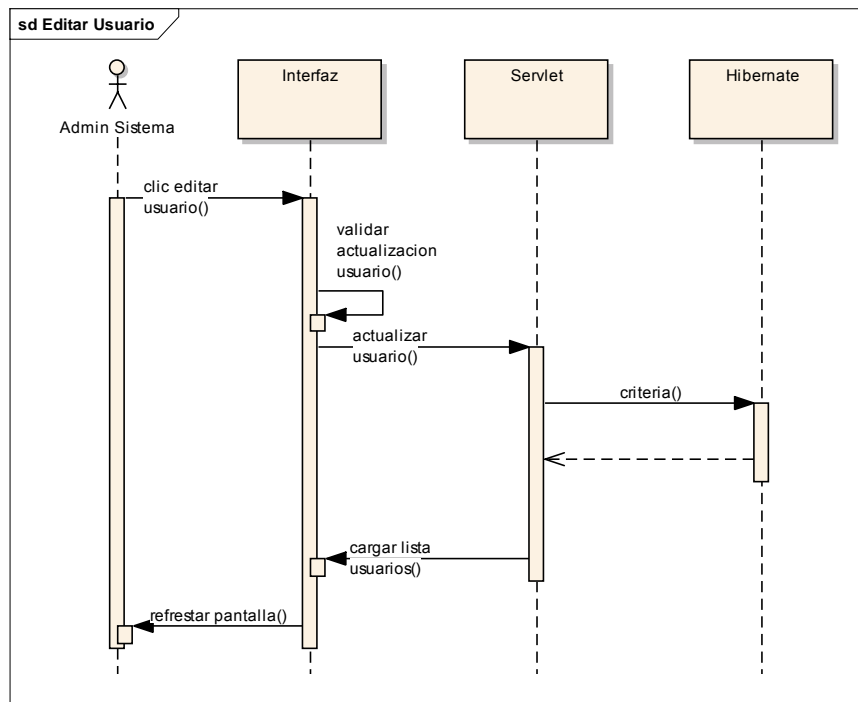 sd Editar Usuario
Admin Sistema
Interfaz
Servlet
Hibernate
clic editar
usuario()
validar
actualizacion
usuario()
actualizar
usuario()
criteria()
cargar lista
usuarios()
refrestar pantalla()